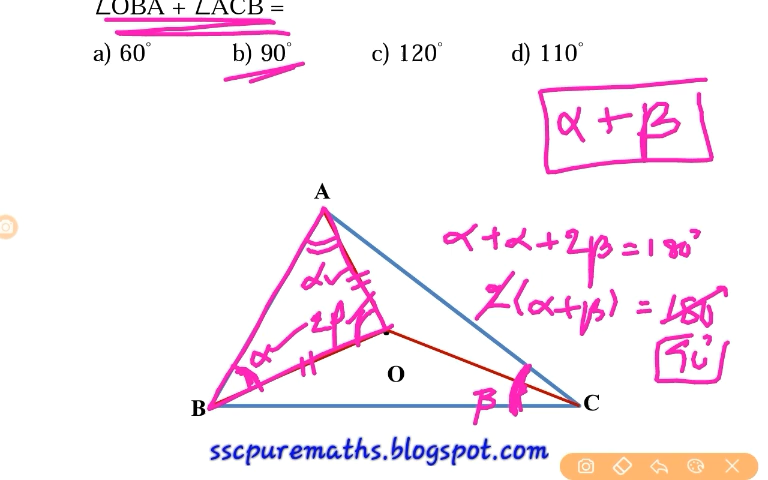 ∠OBA + ∠ACB =
a) 60° b) 90° c) 120° d) 110°
α + β
A
α + α + 2β = 180°
2(α+β) = 180°
90°
α
2β
α
O
B
β
C
sscpuremaths.blogspot.com